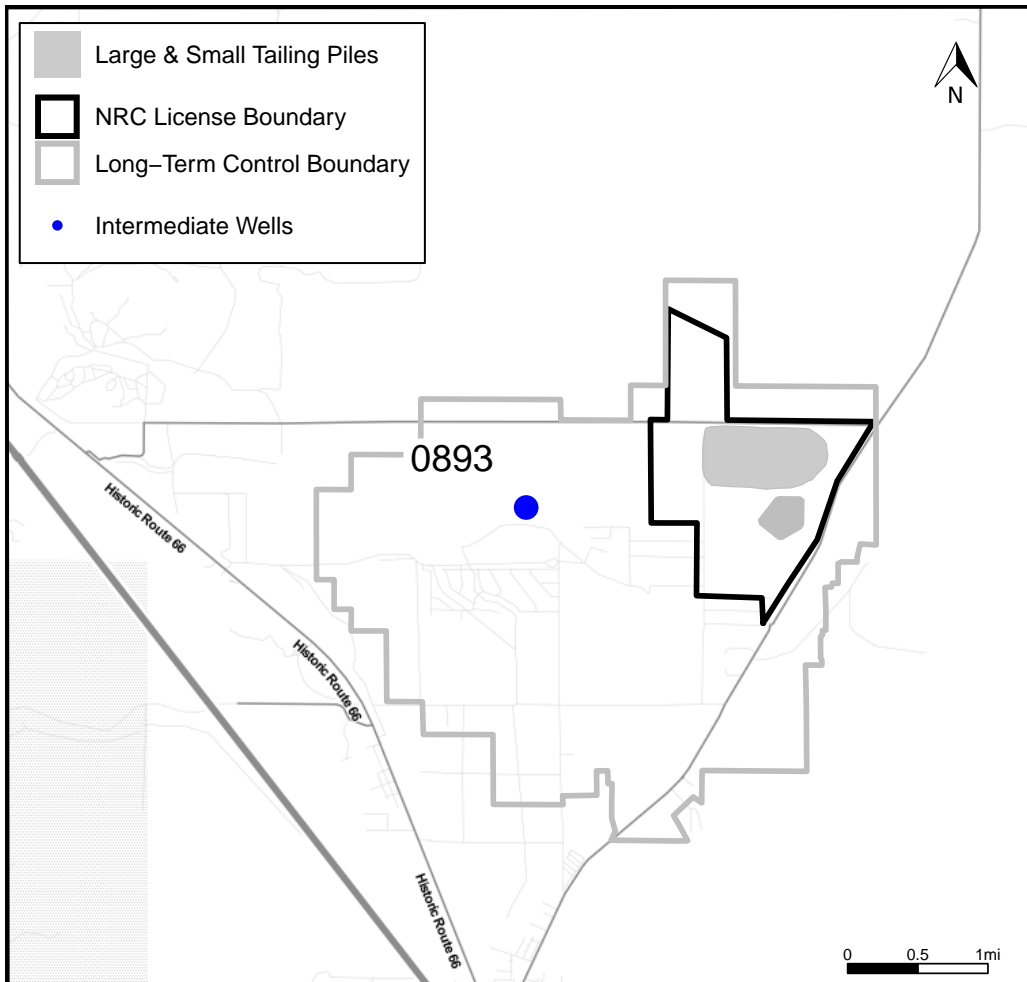 Large & Small Tailing Piles
NRC License Boundary
Long−Term Control Boundary
Intermediate Wells
N
0893
Historic Route 66
Historic Route 66
Historic Route 66
0 0.5 1mi